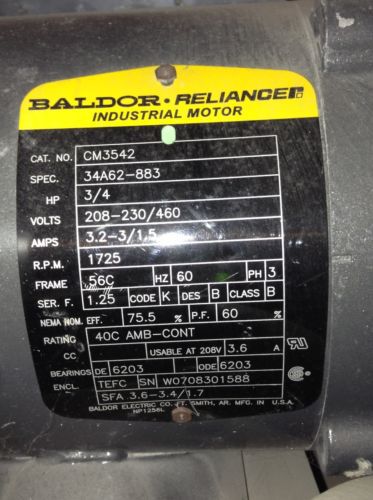 BALDOR • RELIANCE
INDUSTRIAL MOTOR
CAT. NO. CM3542
SPEC. 34A62-883
HP 3/4
VOLTS 208-230/460
AMPS 3.2-3/1.5
R.P.M. 1725
FRAME 56C HZ 60 PH 3
SER. F. 1.25 CODE K DES B CLASS B
NEMA NOM. EFF. 75.5 % P.F. 60 %
RATING 40C AMB-CONT
CC USABLE AT 208V 3.6 A
BEARINGS DE 6203 ODE 6203
ENCL. TEFC SN W0708301588
SFA 3.6-3.4/1.7
BALDOR ELECTRIC CO. FT. SMITH, AR. MFG. IN U.S.A.
NP1256L